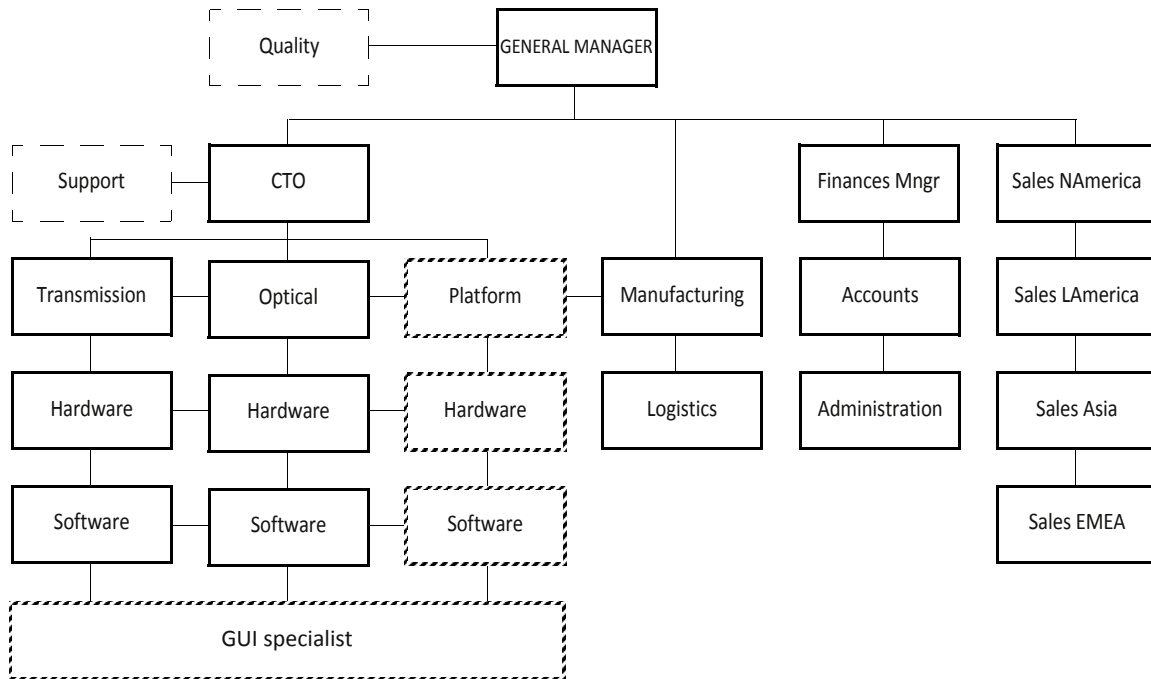 Quality
GENERAL MANAGER
Support
CTO
Finances Mngr
Sales NAmerica
Transmission
Optical
Platform
Manufacturing
Accounts
Sales LAmerica
Hardware
Hardware
Hardware
Logistics
Administration
Sales Asia
Software
Software
Software
Sales EMEA
GUI specialist